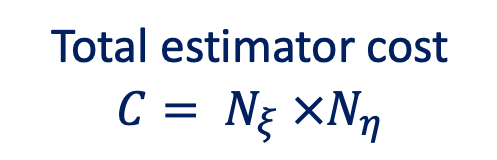 Total estimator cost
C = N_ξ × N_η